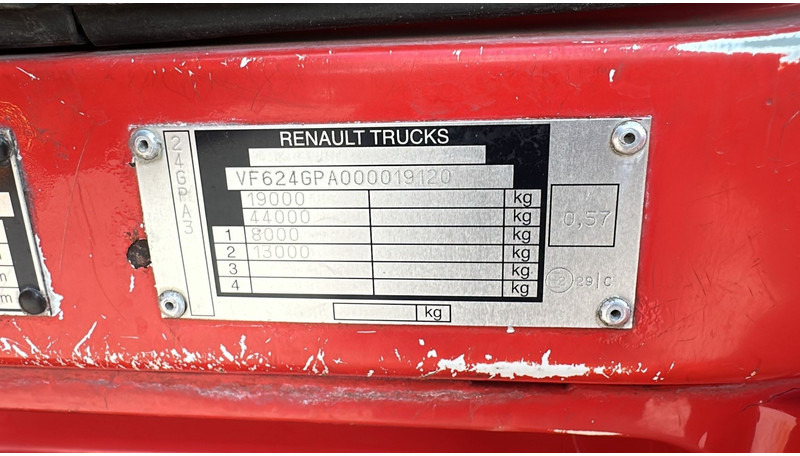 RENAULT TRUCKS
24GPA3
VF624GPA000019120
19000 kg
44000 kg
1 8000 kg
2 13000 kg
3 kg
4 kg
kg
0,57
29|C
m
m